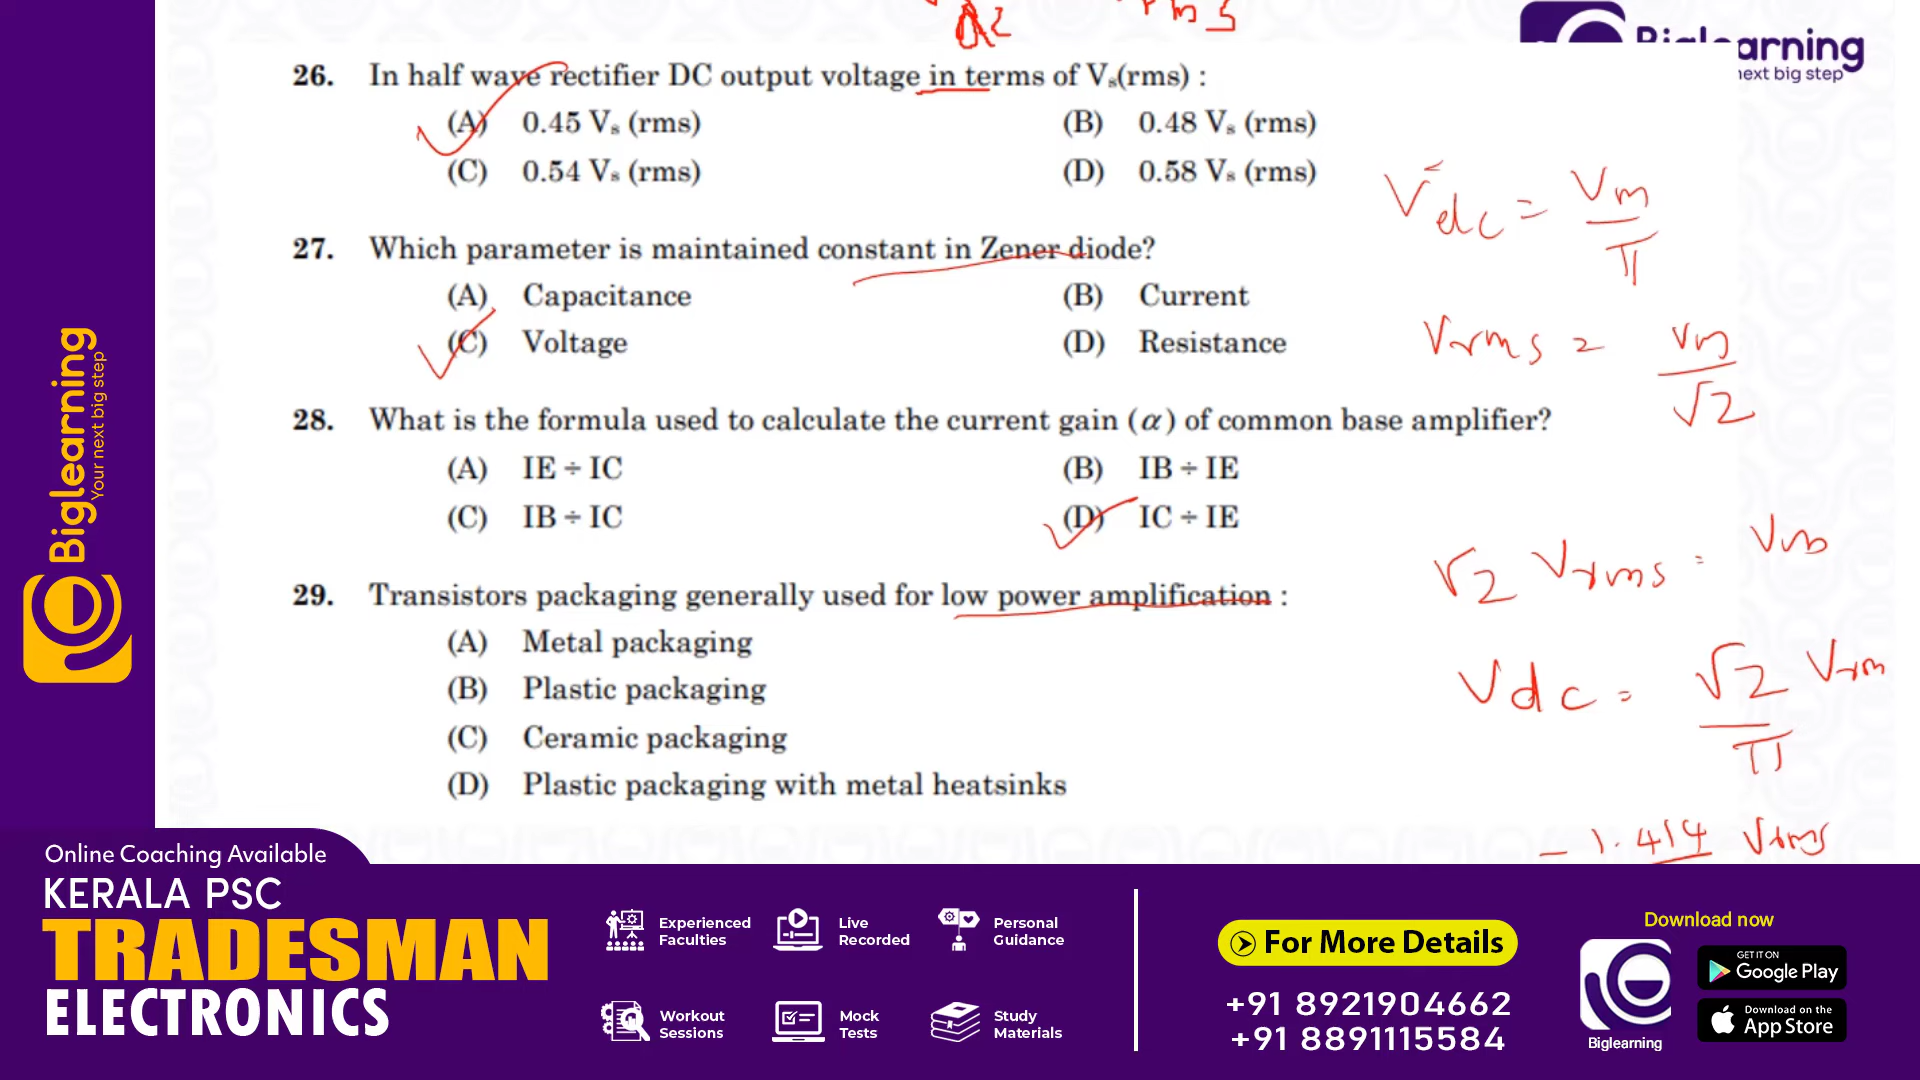 Biglearning
Your next big step
26. In half wave rectifier DC output voltage in terms of Vₛ(rms) :
(A) 0.45 Vₛ (rms)
(B) 0.48 Vₛ (rms)
(C) 0.54 Vₛ (rms)
(D) 0.58 Vₛ (rms)
27. Which parameter is maintained constant in Zener diode?
(A) Capacitance
(B) Current
(C) Voltage
(D) Resistance
28. What is the formula used to calculate the current gain (α) of common base amplifier?
(A) IE ÷ IC
(B) IB ÷ IE
(C) IB ÷ IC
(D) IC ÷ IE
29. Transistors packaging generally used for low power amplification :
(A) Metal packaging
(B) Plastic packaging
(C) Ceramic packaging
(D) Plastic packaging with metal heatsinks
Vdc = Vm/π
Vrms = Vm/√2
√2 Vrms = Vm
Vdc = √2 Vrm/π
1.414 Vrms
Online Coaching Available
KERALA PSC
TRADESMAN
ELECTRONICS
Experienced Faculties
Live Recorded
Personal Guidance
Workout Sessions
Mock Tests
Study Materials
For More Details
+91 8921904662
+91 8891115584
Download now
Biglearning
GET IT ON
Google Play
Download on the
App Store